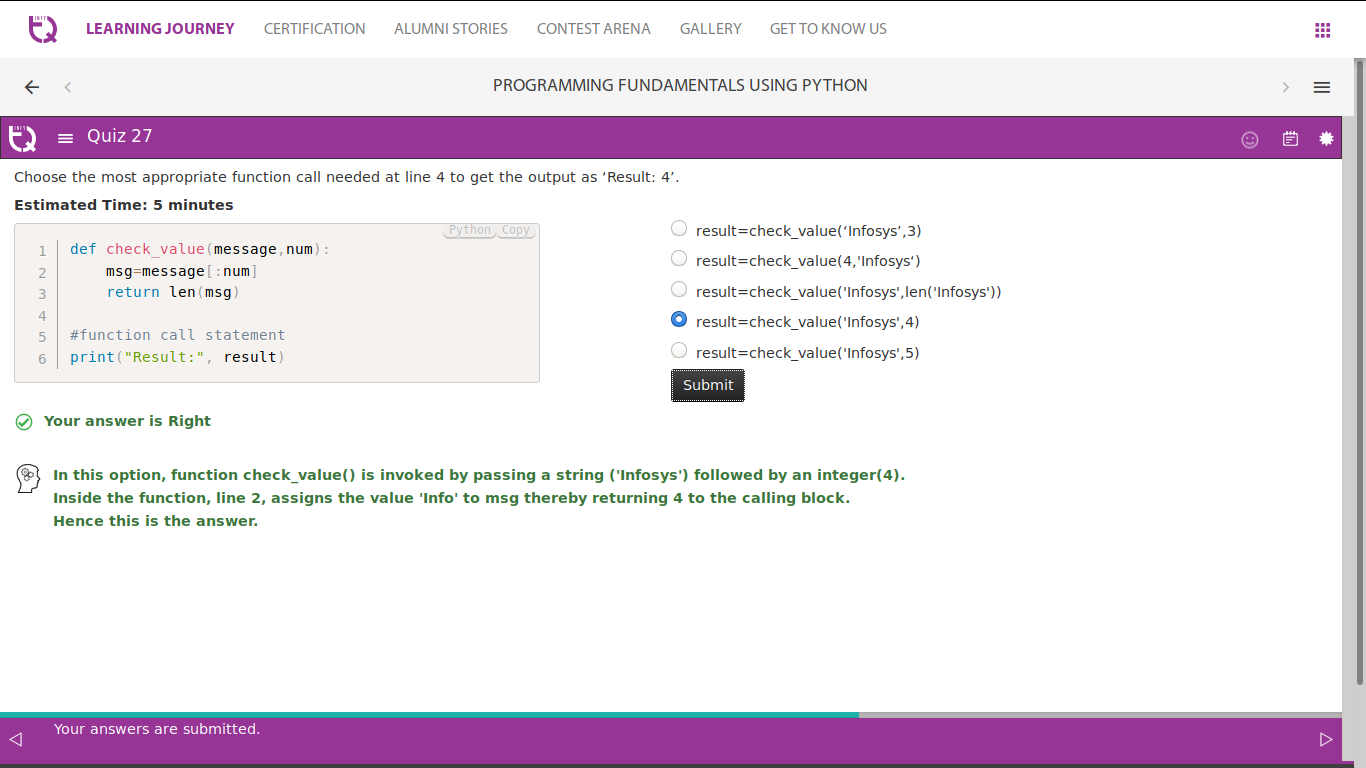 INFY TQ LEARNING JOURNEY CERTIFICATION ALUMNI STORIES CONTEST ARENA GALLERY GET TO KNOW US
PROGRAMMING FUNDAMENTALS USING PYTHON
INFY TQ Quiz 27
Choose the most appropriate function call needed at line 4 to get the output as ‘Result: 4’.
Estimated Time: 5 minutes
Python Copy
1 def check_value(message,num):
2     msg=message[:num]
3     return len(msg)
4
5 #function call statement
6 print("Result:", result)
result=check_value(‘Infosys’,3)
result=check_value(4,'Infosys‘)
result=check_value('Infosys',len('Infosys'))
result=check_value('Infosys',4)
result=check_value('Infosys',5)
Submit
Your answer is Right
In this option, function check_value() is invoked by passing a string ('Infosys') followed by an integer(4).
Inside the function, line 2, assigns the value 'Info' to msg thereby returning 4 to the calling block.
Hence this is the answer.
Your answers are submitted.